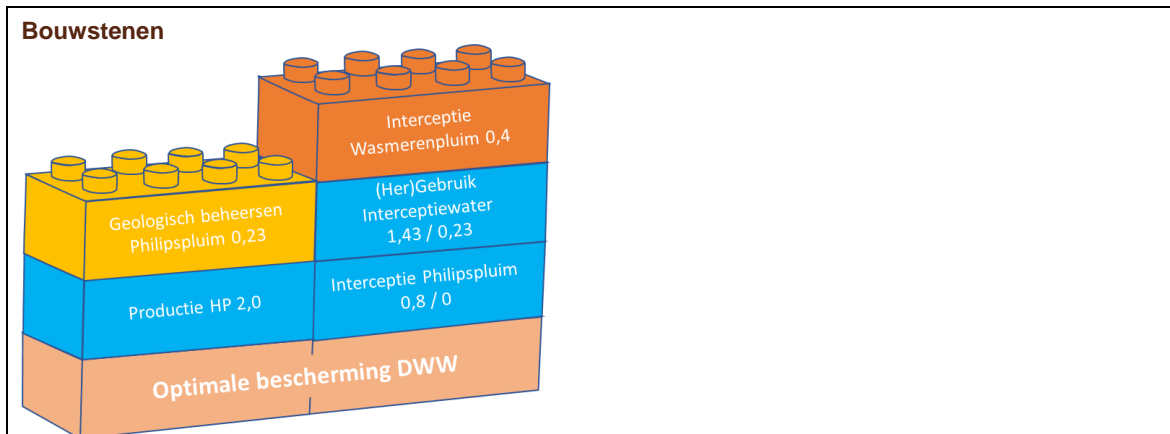 Bouwstenen
Interceptie
Wasmerenpluim 0,4
(Her)Gebruik
Interceptiewater
1,43 / 0,23
Geologisch beheersen
Philipspluim 0,23
Interceptie Philipspluim
0,8 / 0
Productie HP 2,0
Optimale bescherming DWW